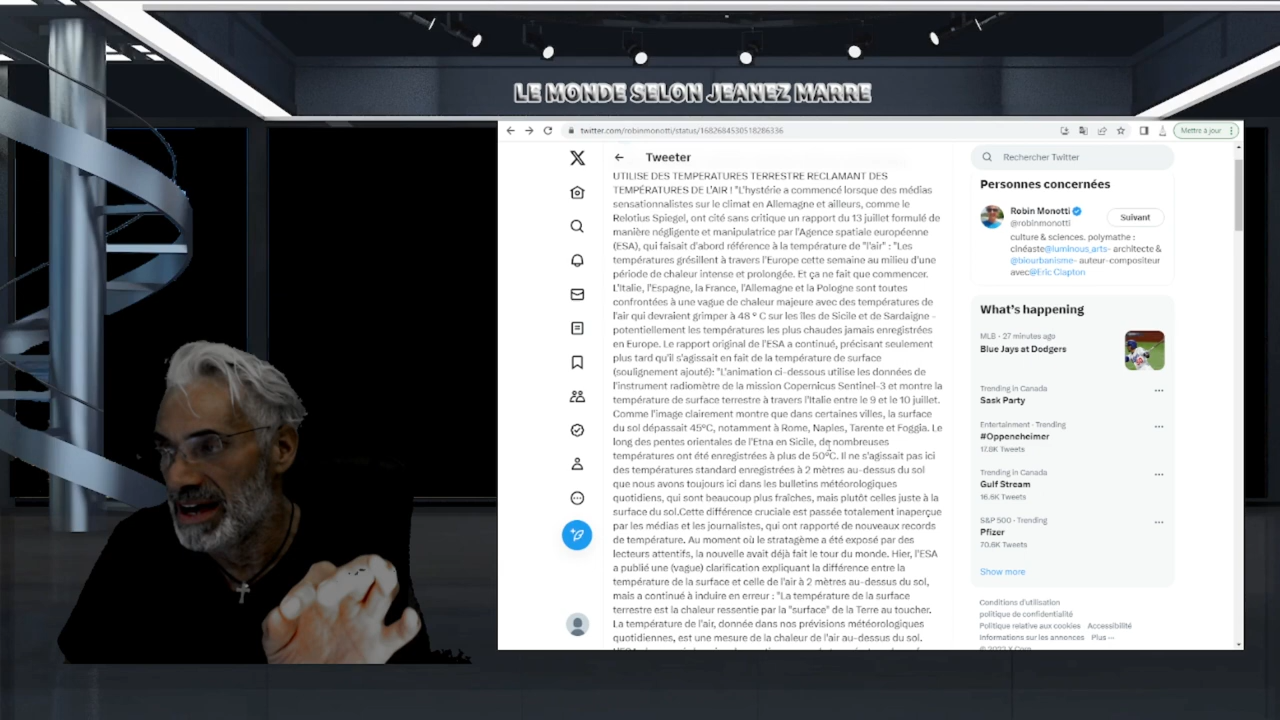 LE MONDE SELON JEANEZ MARRE
twitter.com/robinmonotti/status/1682684530518286336
Mettre à jour
Tweeter
UTILISE DES TEMPERATURES TERRESTRE RECLAMANT DES
TEMPÉRATURES DE L'AIR ! "L'hystérie a commencé lorsque des médias
sensationnalistes sur le climat en Allemagne et ailleurs, comme le
Relotius Spiegel, ont cité sans critique un rapport du 13 juillet formulé de
manière négligente et manipulatrice par l'Agence spatiale européenne
(ESA), qui faisait d'abord référence à la température de "l'air" : "Les
températures grésillent à travers l'Europe cette semaine au milieu d'une
période de chaleur intense et prolongée. Et ça ne fait que commencer.
L'Italie, l'Espagne, la France, l'Allemagne et la Pologne sont toutes
confrontées à une vague de chaleur majeure avec des températures de
l'air qui devraient grimper à 48 ° C sur les îles de Sicile et de Sardaigne -
potentiellement les températures les plus chaudes jamais enregistrées
en Europe. Le rapport original de l'ESA a continué, précisant seulement
plus tard qu'il s'agissait en fait de la température de surface
(soulignement ajouté): "L'animation ci-dessous utilise les données de
l'instrument radiomètre de la mission Copernicus Sentinel-3 et montre la
température de surface terrestre à travers l'Italie entre le 9 et le 10 juillet.
Comme l'image clairement montre que dans certaines villes, la surface
du sol dépassait 45°C, notamment à Rome, Naples, Tarente et Foggia. Le
long des pentes orientales de l'Etna en Sicile, de nombreuses
températures ont été enregistrées à plus de 50°C. Il ne s'agissait pas ici
des températures standard enregistrées à 2 mètres au-dessus du sol
que nous avons toujours ici dans les bulletins météorologiques
quotidiens, qui sont beaucoup plus fraîches, mais plutôt celles juste à la
surface du sol.Cette différence cruciale est passée totalement inaperçue
par les médias et les journalistes, qui ont rapporté de nouveaux records
de température. Au moment où le stratagème a été exposé par des
lecteurs attentifs, la nouvelle avait déjà fait le tour du monde. Hier, l'ESA
a publié une (vague) clarification expliquant la différence entre la
température de la surface et celle de l'air à 2 mètres au-dessus du sol,
mais a continué à induire en erreur : "La température de la surface
terrestre est la chaleur ressentie par la "surface" de la Terre au toucher.
La température de l'air, donnée dans nos prévisions météorologiques
quotidiennes, est une mesure de la chaleur de l'air au-dessus du sol.
Rechercher Twitter
Personnes concernées
Robin Monotti
@robinmonotti
Suivant
culture & sciences. polymathe :
cinéaste@luminous_arts- architecte &
@biourbanisme- auteur-compositeur
avec@Eric Clapton
What's happening
MLB · 27 minutes ago
Blue Jays at Dodgers
Trending in Canada
Sask Party
Entertainment · Trending
#Oppenheimer
17.8K Tweets
Trending in Canada
Gulf Stream
16.6K Tweets
S&P 500 · Trending
Pfizer
70.8K Tweets
Show more
Conditions d'utilisation
politique de confidentialité
Politique relative aux cookies Accessibilité
Informations sur les annonces Plus ···